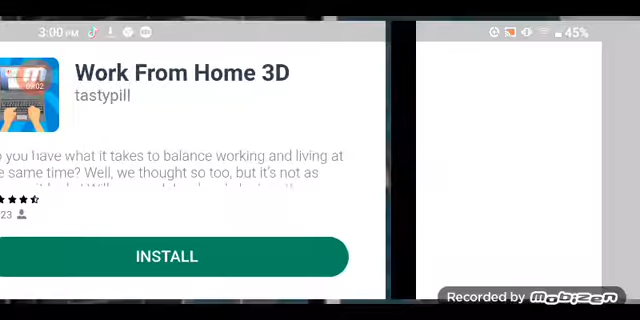 3:00 PM
45%
Work From Home 3D
tastypill
you have what it takes to balance working and living at
same time? Well, we thought so too, but it's not as
23
INSTALL
Recorded by Mobizen